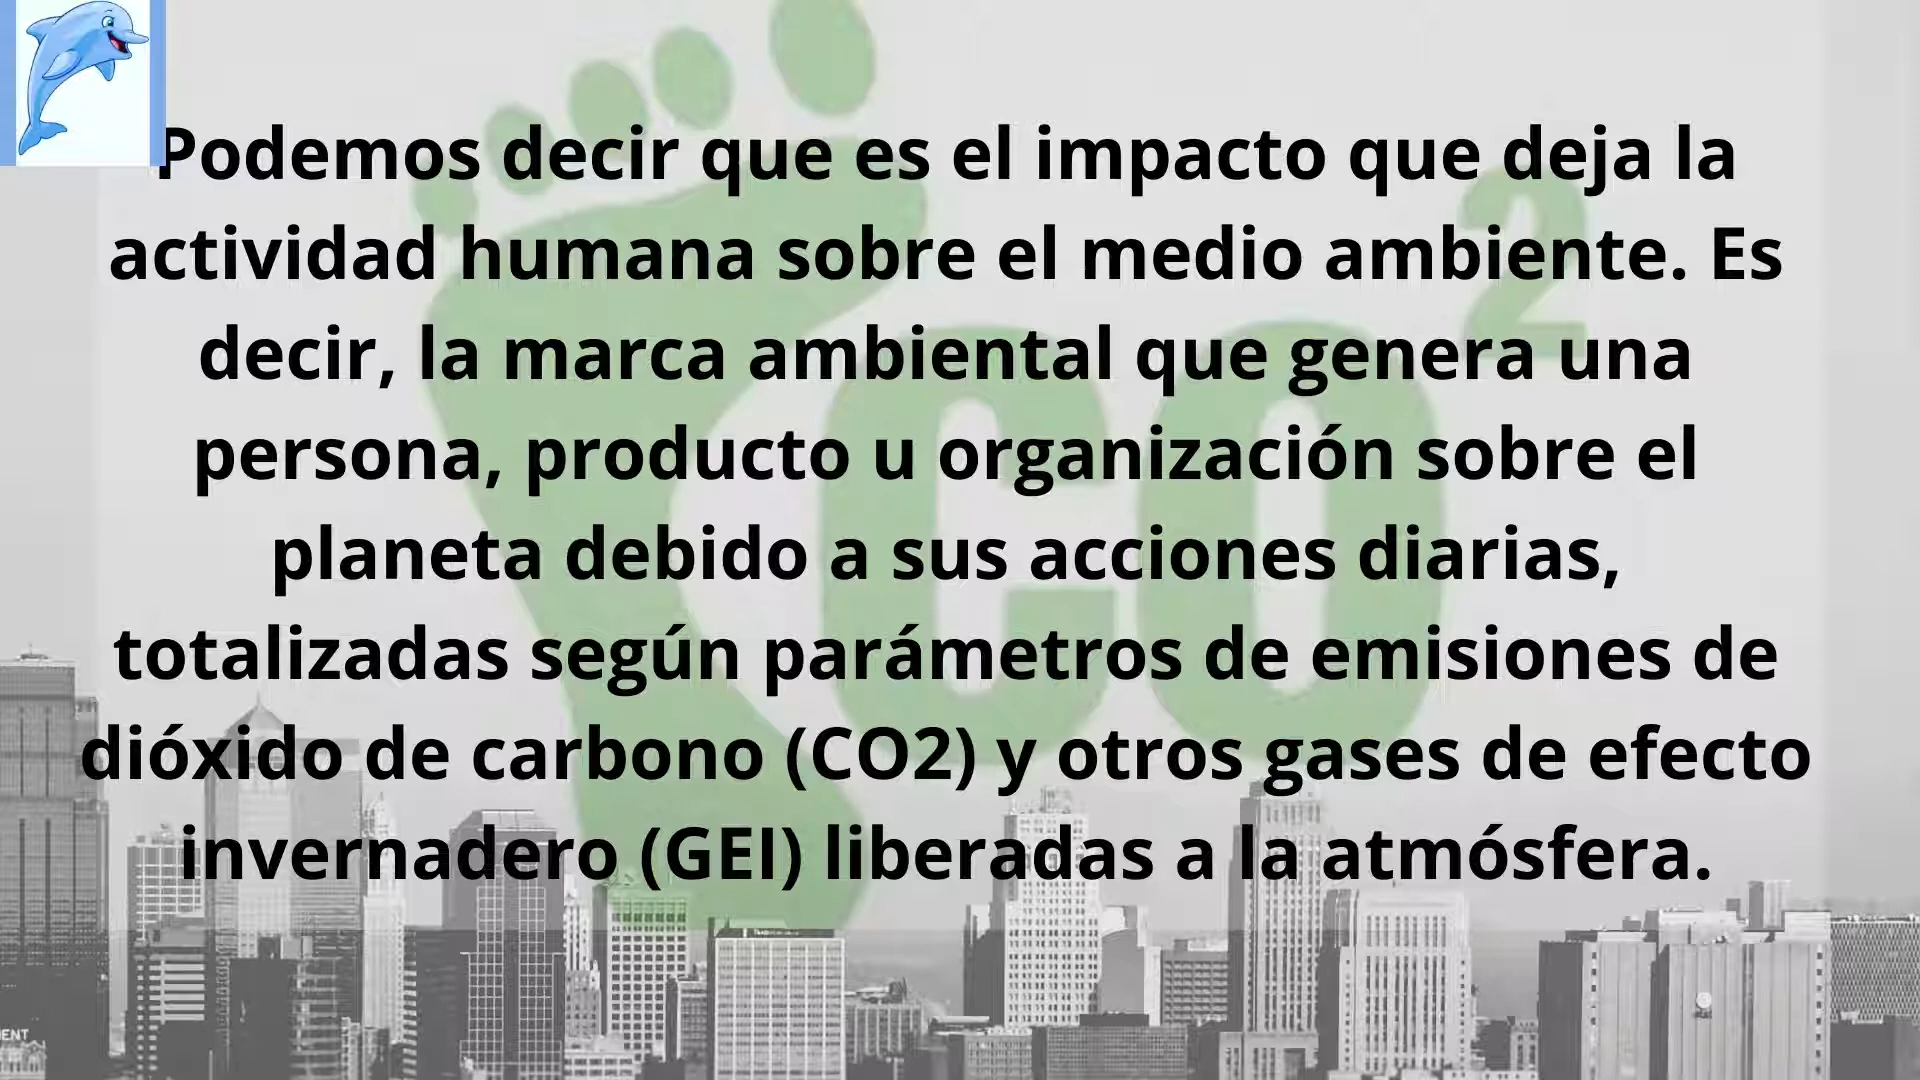 Podemos decir que es el impacto que deja la
actividad humana sobre el medio ambiente. Es
decir, la marca ambiental que genera una
persona, producto u organización sobre el
planeta debido a sus acciones diarias,
totalizadas según parámetros de emisiones de
dióxido de carbono (CO2) y otros gases de efecto
invernadero (GEI) liberadas a la atmósfera.
CO2